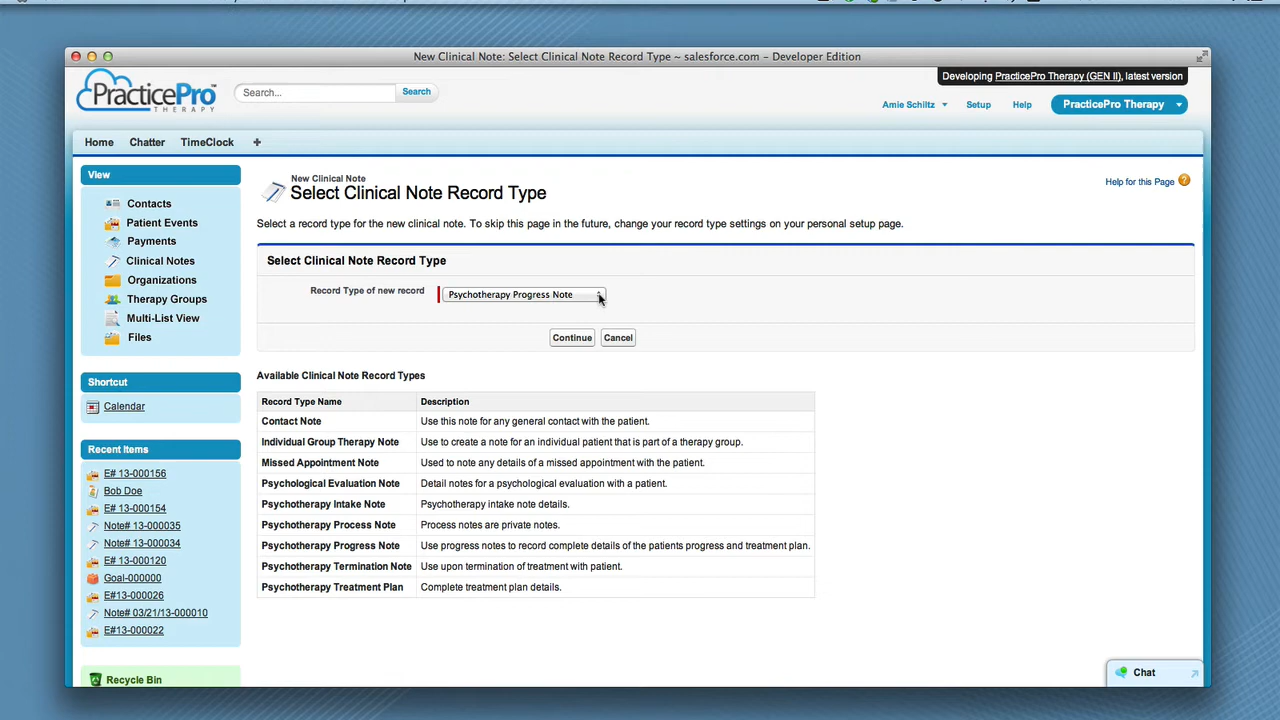 New Clinical Note: Select Clinical Note Record Type ~ salesforce.com – Developer Edition
PracticePro™
THERAPY
Search...
Search
Developing PracticePro Therapy (GEN II), latest version
Amie Schiltz
Setup
Help
PracticePro Therapy
Home
Chatter
TimeClock
+
View
Contacts
Patient Events
Payments
Clinical Notes
Organizations
Therapy Groups
Multi-List View
Files
Shortcut
Calendar
Recent Items
E# 13-000156
Bob Doe
E# 13-000154
Note# 13-000035
Note# 13-000034
E# 13-000120
Goal-000000
E#13-000026
Note# 03/21/13-000010
E#13-000022
Recycle Bin
New Clinical Note
Select Clinical Note Record Type
Help for this Page ?
Select a record type for the new clinical note. To skip this page in the future, change your record type settings on your personal setup page.
Select Clinical Note Record Type
Record Type of new record
Psychotherapy Progress Note
Continue
Cancel
Available Clinical Note Record Types
Record Type Name Description
Contact Note Use this note for any general contact with the patient.
Individual Group Therapy Note Use to create a note for an individual patient that is part of a therapy group.
Missed Appointment Note Used to note any details of a missed appointment with the patient.
Psychological Evaluation Note Detail notes for a psychological evaluation with a patient.
Psychotherapy Intake Note Psychotherapy intake note details.
Psychotherapy Process Note Process notes are private notes.
Psychotherapy Progress Note Use progress notes to record complete details of the patients progress and treatment plan.
Psychotherapy Termination Note Use upon termination of treatment with patient.
Psychotherapy Treatment Plan Complete treatment plan details.
Chat